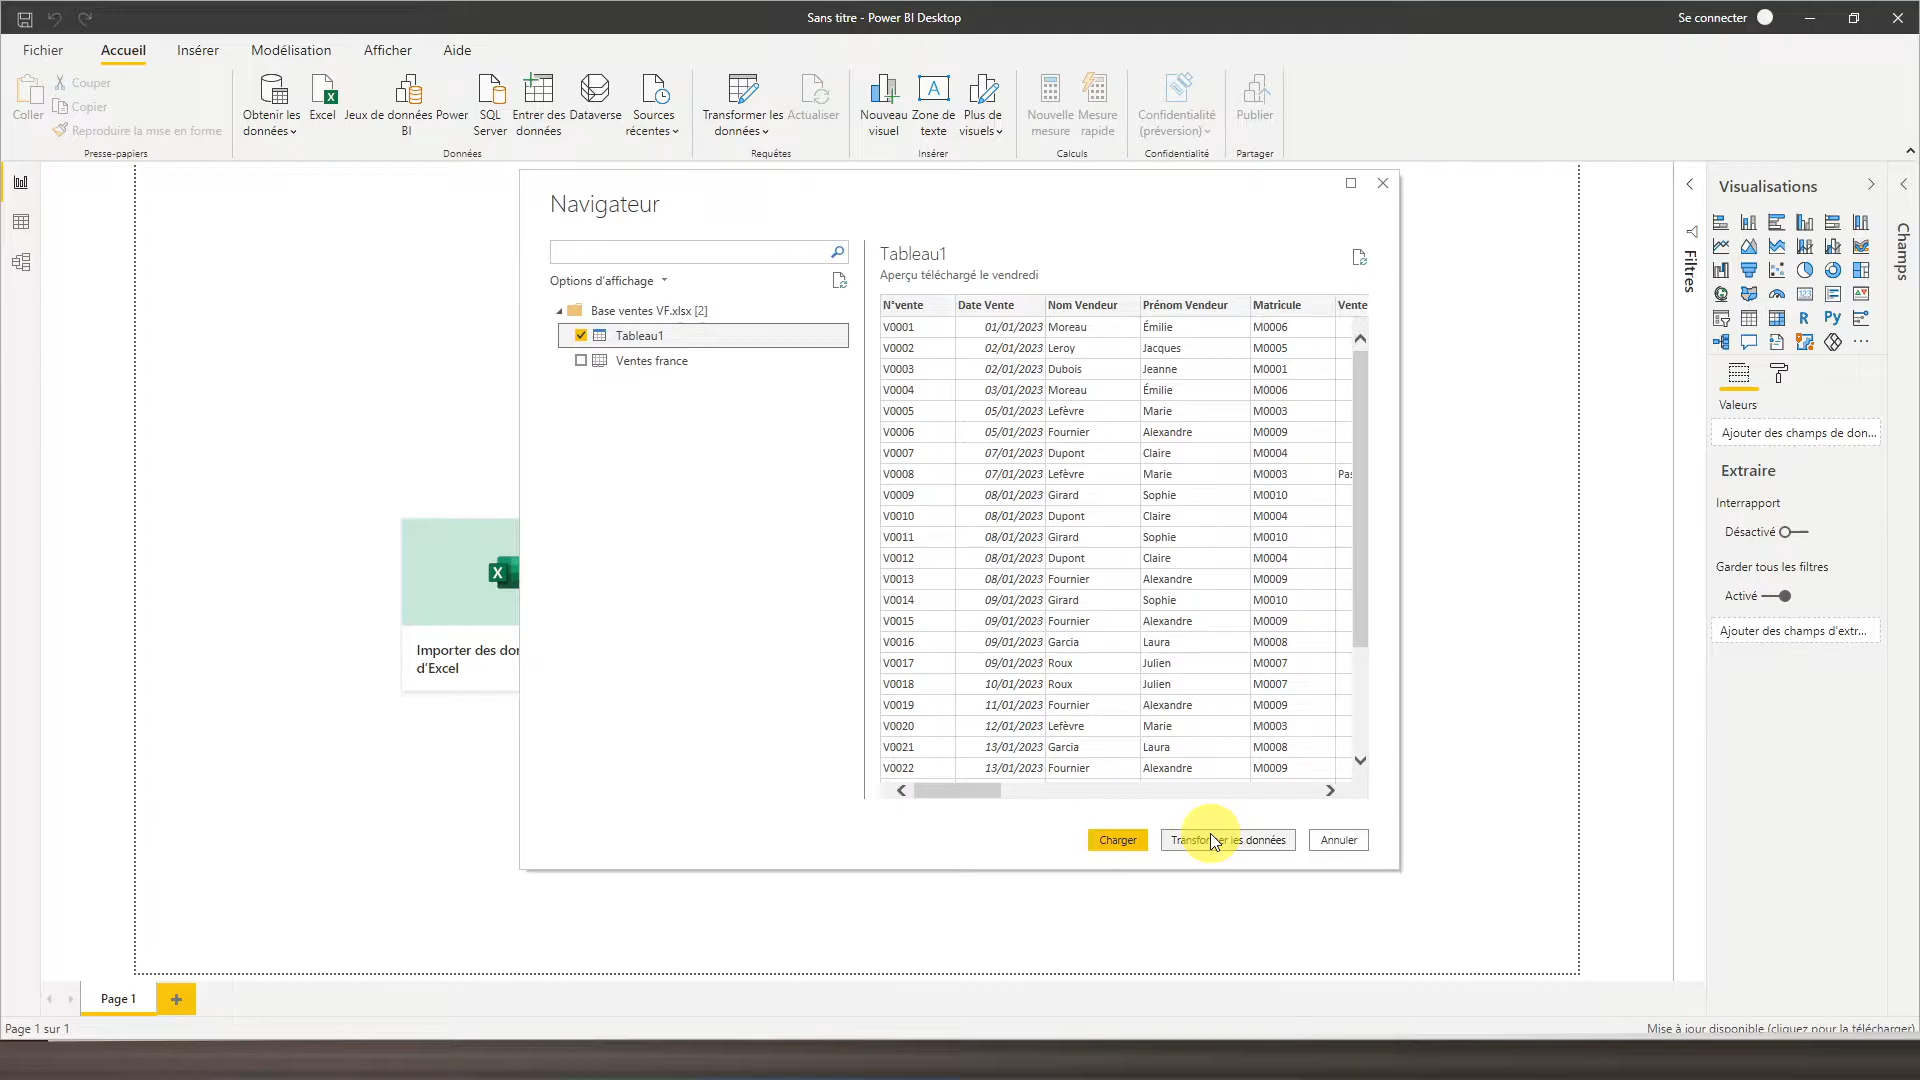 Sans titre - Power BI Desktop
Se connecter
Fichier
Accueil
Insérer
Modélisation
Afficher
Aide
Coller
Couper
Copier
Reproduire la mise en forme
Presse-papiers
Obtenir les données
Excel
Jeux de données Power BI
SQL Server
Entrer des données
Dataverse
Sources récentes
Données
Transformer les données
Actualiser
Requêtes
Nouveau visuel
Zone de texte
Plus de visuels
Insérer
Nouvelle mesure
Mesure rapide
Calculs
Confidentialité (préversion)
Confidentialité
Publier
Partager
Navigateur
Options d'affichage
Base ventes VF.xlsx [2]
Tableau1
Ventes france
Tableau1
Aperçu téléchargé le vendredi
N°vente Date Vente Nom Vendeur Prénom Vendeur Matricule Vente
V0001 01/01/2023 Moreau Émilie M0006
V0002 02/01/2023 Leroy Jacques M0005
V0003 02/01/2023 Dubois Jeanne M0001
V0004 03/01/2023 Moreau Émilie M0006
V0005 05/01/2023 Lefèvre Marie M0003
V0006 05/01/2023 Fournier Alexandre M0009
V0007 07/01/2023 Dupont Claire M0004
V0008 07/01/2023 Lefèvre Marie M0003
V0009 08/01/2023 Girard Sophie M0010
V0010 08/01/2023 Dupont Claire M0004
V0011 08/01/2023 Girard Sophie M0010
V0012 08/01/2023 Dupont Claire M0004
V0013 08/01/2023 Fournier Alexandre M0009
V0014 09/01/2023 Girard Sophie M0010
V0015 09/01/2023 Fournier Alexandre M0009
V0016 09/01/2023 Garcia Laura M0008
V0017 09/01/2023 Roux Julien M0007
V0018 10/01/2023 Roux Julien M0007
V0019 11/01/2023 Fournier Alexandre M0009
V0020 12/01/2023 Lefèvre Marie M0003
V0021 13/01/2023 Garcia Laura M0008
V0022 13/01/2023 Fournier Alexandre M0009
Charger
Transformer les données
Annuler
Importer des
d'Excel
Filtres
Visualisations
R
Py
123
Valeurs
Ajouter des champs de don...
Extraire
Interrapport
Désactivé
Garder tous les filtres
Activé
Ajouter des champs d'extr...
Champs
Page 1
Page 1 sur 1
Mise à jour disponible (cliquez pour la télécharger)